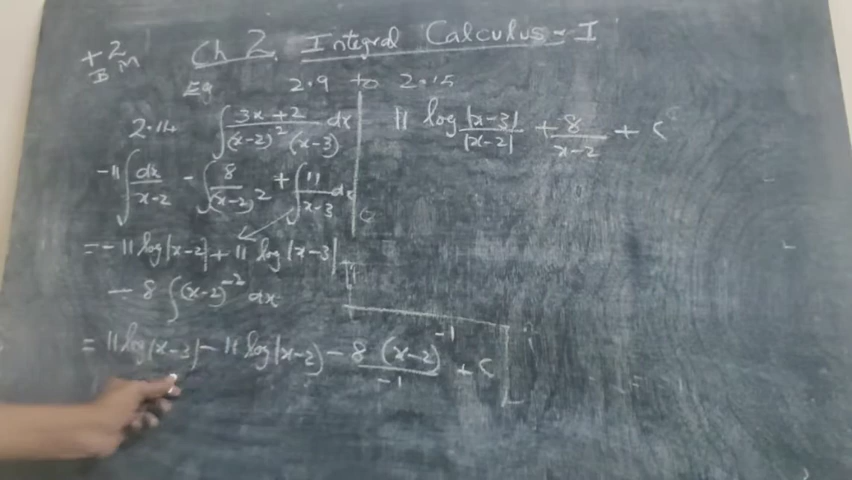 +2 Ch 2. Integral Calculus - I
B M
Eg 2.9 to 2.15
2.14 ∫ 3x+2 / (x-2)² (x-3) dx
-11 ∫ dx / x-2 - ∫ 8 / (x-2)² + ∫ 11 / x-3 dx
= -11 log|x-2| + 11 log|x-3|
- 8 ∫ (x-2)⁻² dx
= 11 log|x-3| - 11 log|x-2) - 8 (x-2)⁻¹ / -1 + c
11 log |x-3| / |x-2| + 8 / x-2 + c